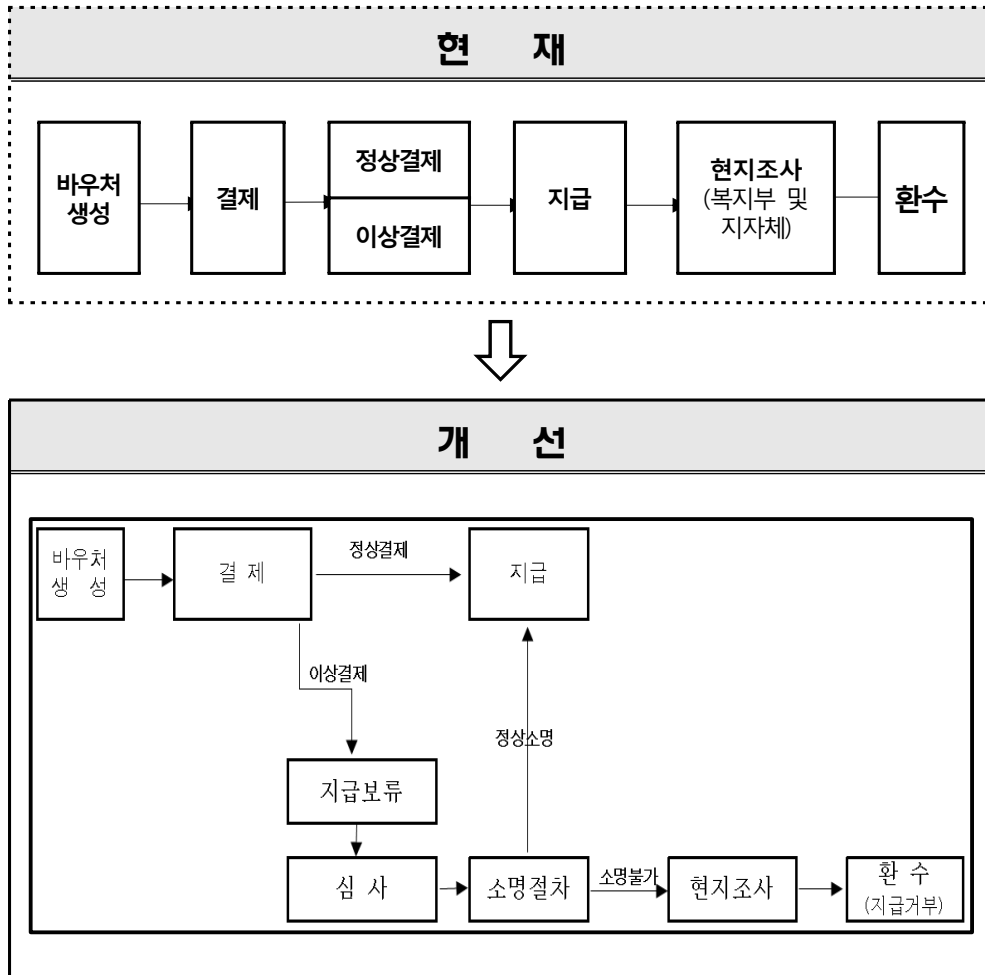 현 재
바우처
생성
결제
정상결제
이상결제
지급
현지조사
(복지부 및
지자체)
환수
개 선
바우처
생 성
결 제
정상결제
지급
이상결제
정상소명
지급보류
심 사
소명절차
소명불가
현지조사
환 수
(지급거부)